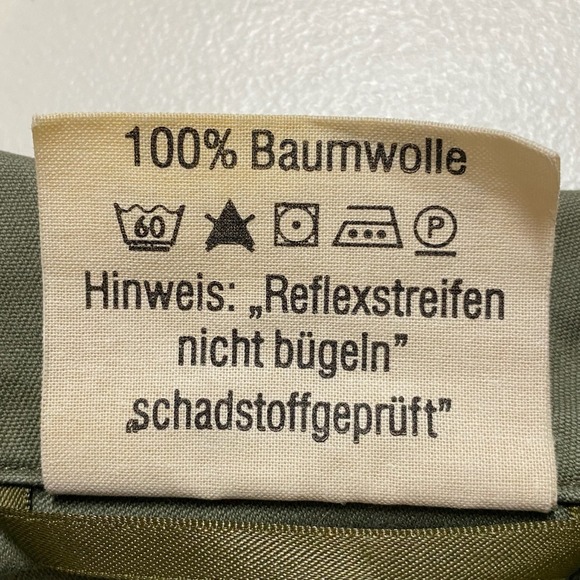 100% Baumwolle
60 P
Hinweis: „Reflexstreifen
nicht bügeln”
„schadstoffgeprüft”